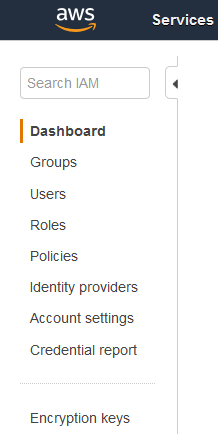 aws
Services
Search IAM
Dashboard
Groups
Users
Roles
Policies
Identity providers
Account settings
Credential report
Encryption keys